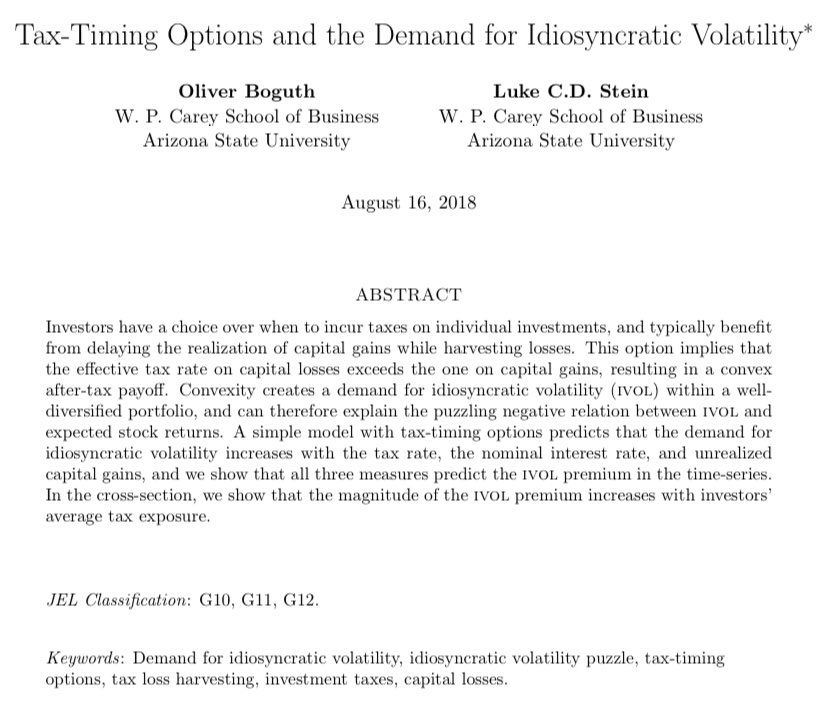 Tax-Timing Options and the Demand for Idiosyncratic Volatility*
Oliver Boguth
W. P. Carey School of Business
Arizona State University
Luke C.D. Stein
W. P. Carey School of Business
Arizona State University
August 16, 2018
ABSTRACT
Investors have a choice over when to incur taxes on individual investments, and typically benefit
from delaying the realization of capital gains while harvesting losses. This option implies that
the effective tax rate on capital losses exceeds the one on capital gains, resulting in a convex
after-tax payoff. Convexity creates a demand for idiosyncratic volatility (IVOL) within a well-
diversified portfolio, and can therefore explain the puzzling negative relation between IVOL and
expected stock returns. A simple model with tax-timing options predicts that the demand for
idiosyncratic volatility increases with the tax rate, the nominal interest rate, and unrealized
capital gains, and we show that all three measures predict the IVOL premium in the time-series.
In the cross-section, we show that the magnitude of the IVOL premium increases with investors'
average tax exposure.
JEL Classification: G10, G11, G12.
Keywords: Demand for idiosyncratic volatility, idiosyncratic volatility puzzle, tax-timing
options, tax loss harvesting, investment taxes, capital losses.